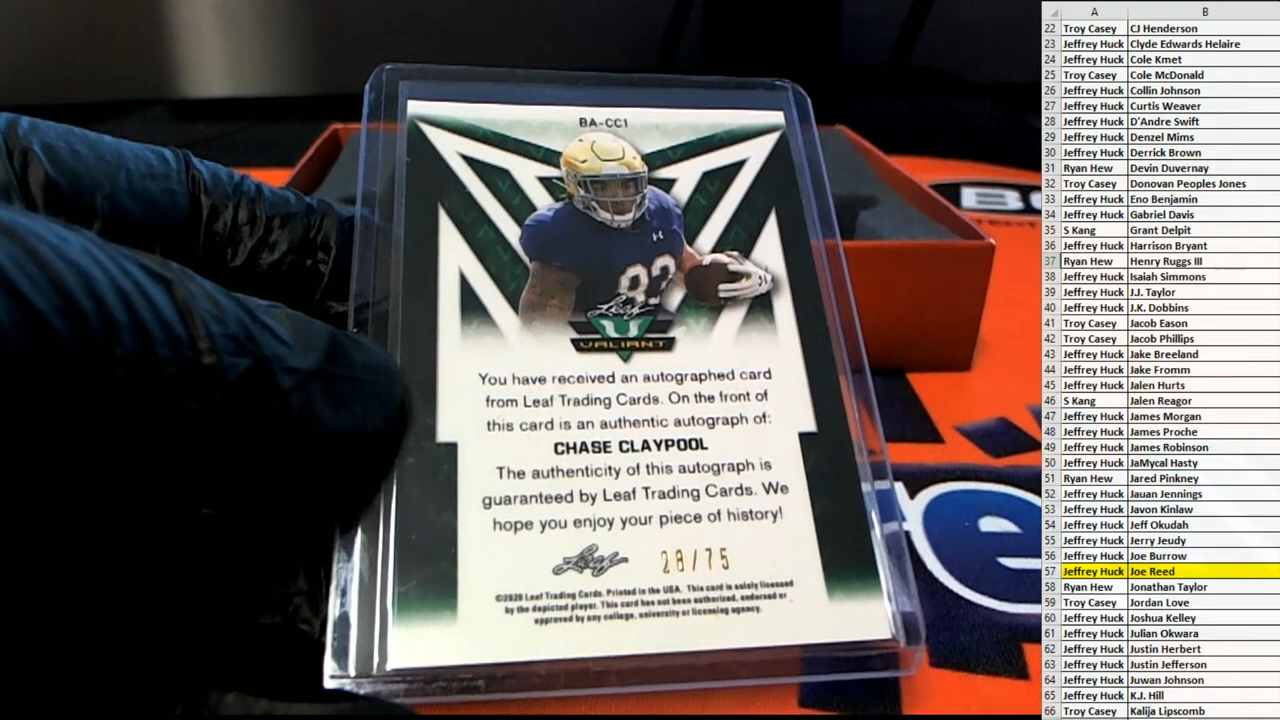 BA-CC1
83
Leaf
VALIANT
You have received an autographed card
from Leaf Trading Cards. On the front of
this card is an authentic autograph of:
CHASE CLAYPOOL
The authenticity of this autograph is
guaranteed by Leaf Trading Cards. We
hope you enjoy your piece of history!
Leaf
28/75
©2020 Leaf Trading Cards. Printed in the USA. This card is solely licensed
by the depicted player. This card has not been authorized, endorsed or
approved by any college, university or licensing agency.
A B
22 Troy Casey CJ Henderson
23 Jeffrey Huck Clyde Edwards Helaire
24 Jeffrey Huck Cole Kmet
25 Troy Casey Cole McDonald
26 Jeffrey Huck Collin Johnson
27 Jeffrey Huck Curtis Weaver
28 Jeffrey Huck D'Andre Swift
29 Jeffrey Huck Denzel Mims
30 Jeffrey Huck Derrick Brown
31 Ryan Hew Devin Duvernay
32 Troy Casey Donovan Peoples Jones
33 Jeffrey Huck Eno Benjamin
34 Jeffrey Huck Gabriel Davis
35 S Kang Grant Delpit
36 Jeffrey Huck Harrison Bryant
37 Ryan Hew Henry Ruggs III
38 Jeffrey Huck Isaiah Simmons
39 Jeffrey Huck J.J. Taylor
40 Jeffrey Huck J.K. Dobbins
41 Troy Casey Jacob Eason
42 Troy Casey Jacob Phillips
43 Jeffrey Huck Jake Breeland
44 Jeffrey Huck Jake Fromm
45 Jeffrey Huck Jalen Hurts
46 S Kang Jalen Reagor
47 Jeffrey Huck James Morgan
48 Jeffrey Huck James Proche
49 Jeffrey Huck James Robinson
50 Jeffrey Huck JaMycal Hasty
51 Ryan Hew Jared Pinkney
52 Jeffrey Huck Jauan Jennings
53 Jeffrey Huck Javon Kinlaw
54 Jeffrey Huck Jeff Okudah
55 Jeffrey Huck Jerry Jeudy
56 Jeffrey Huck Joe Burrow
57 Jeffrey Huck Joe Reed
58 Ryan Hew Jonathan Taylor
59 Troy Casey Jordan Love
60 Jeffrey Huck Joshua Kelley
61 Jeffrey Huck Julian Okwara
62 Jeffrey Huck Justin Herbert
63 Jeffrey Huck Justin Jefferson
64 Jeffrey Huck Juwan Johnson
65 Jeffrey Huck K.J. Hill
66 Troy Casey Kalija Lipscomb